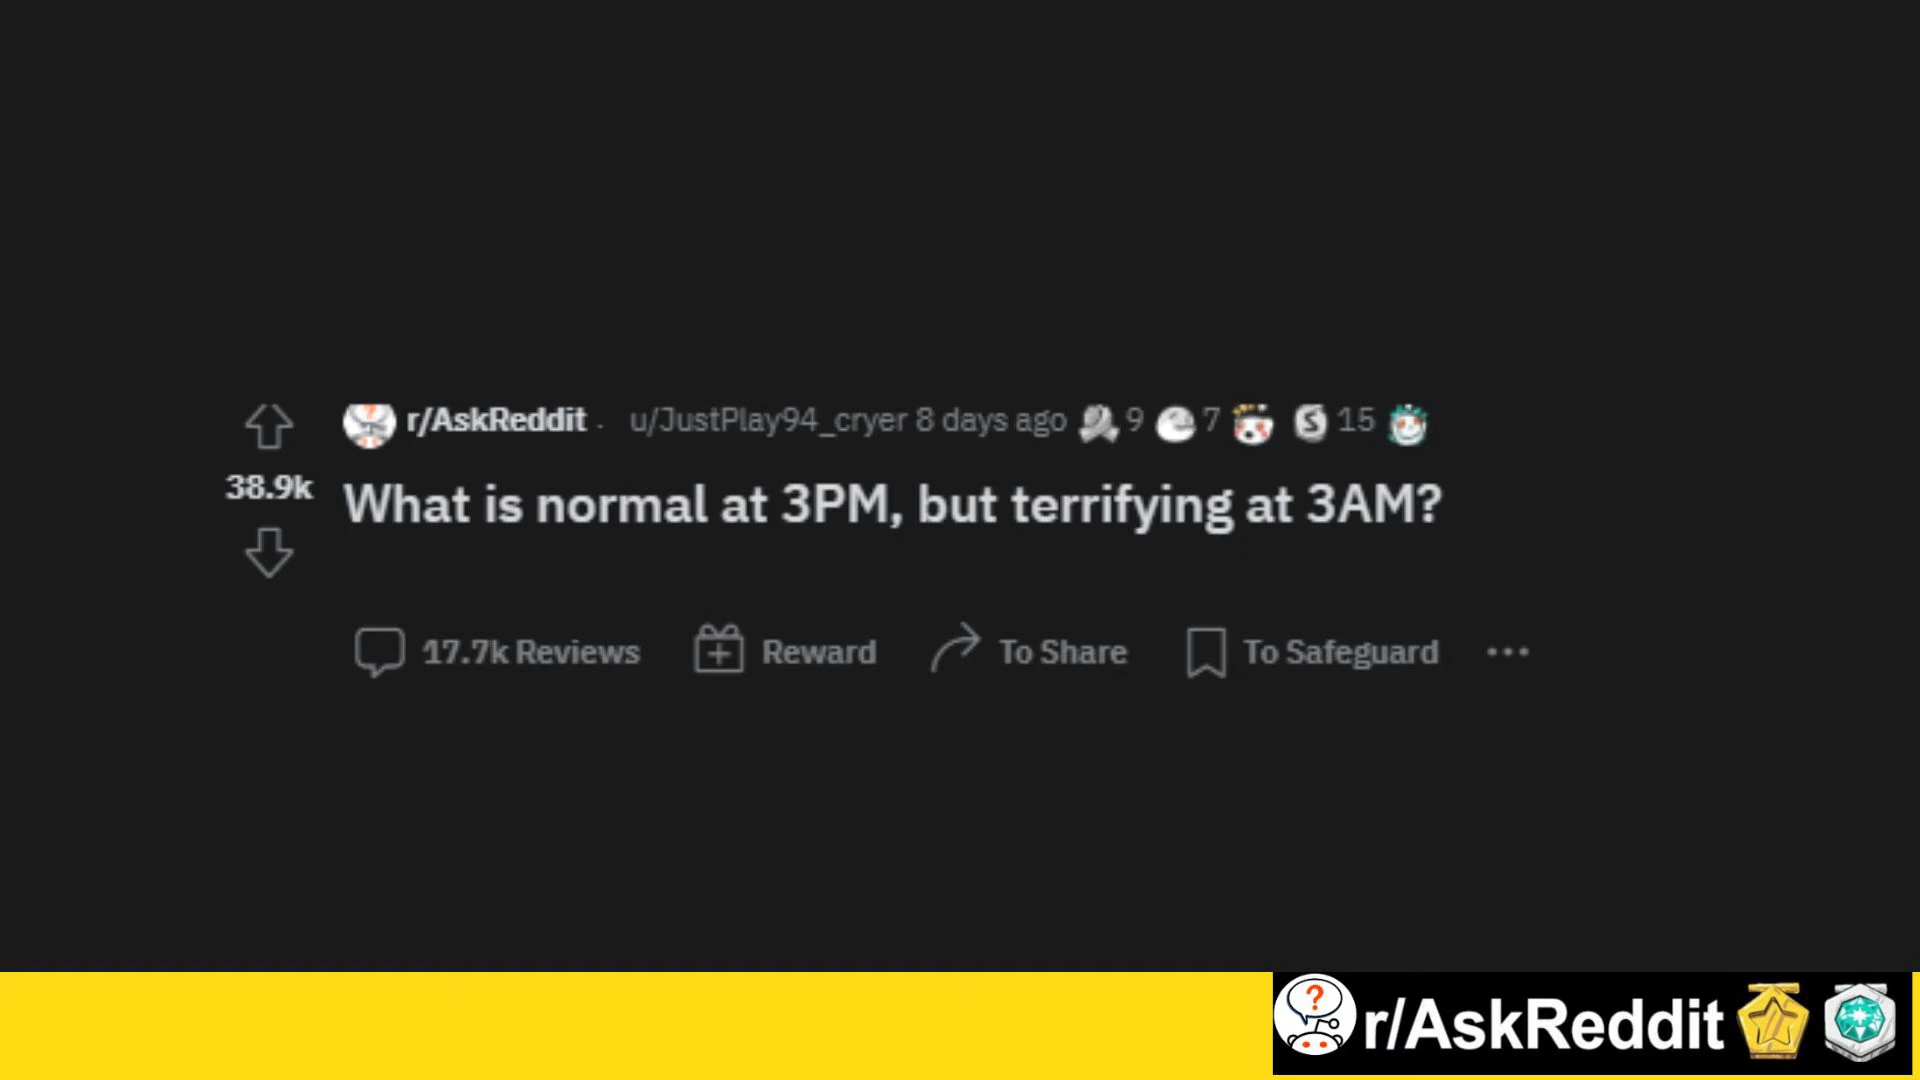 r/AskReddit · u/JustPlay94_cryer 8 days ago 9 7 S 15
38.9k
What is normal at 3PM, but terrifying at 3AM?
17.7k Reviews Reward To Share To Safeguard •••
? r/AskReddit